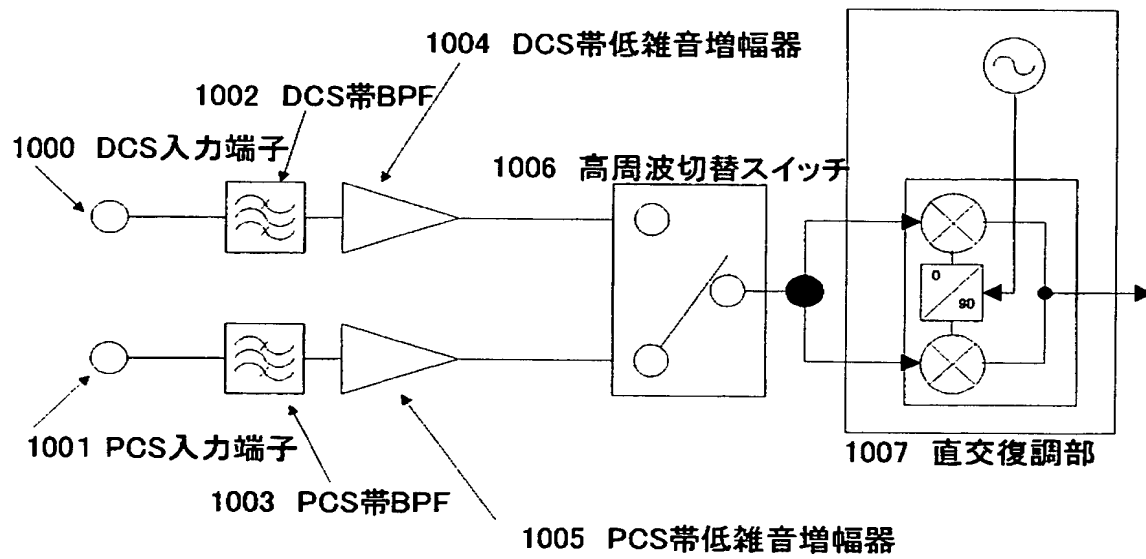 1004 DCS帯低雑音増幅器
1002 DCS帯BPF
1000 DCS入力端子
1006 高周波切替スイッチ
0
90
1001 PCS入力端子
1003 PCS帯BPF
1005 PCS帯低雑音増幅器
1007 直交復調部